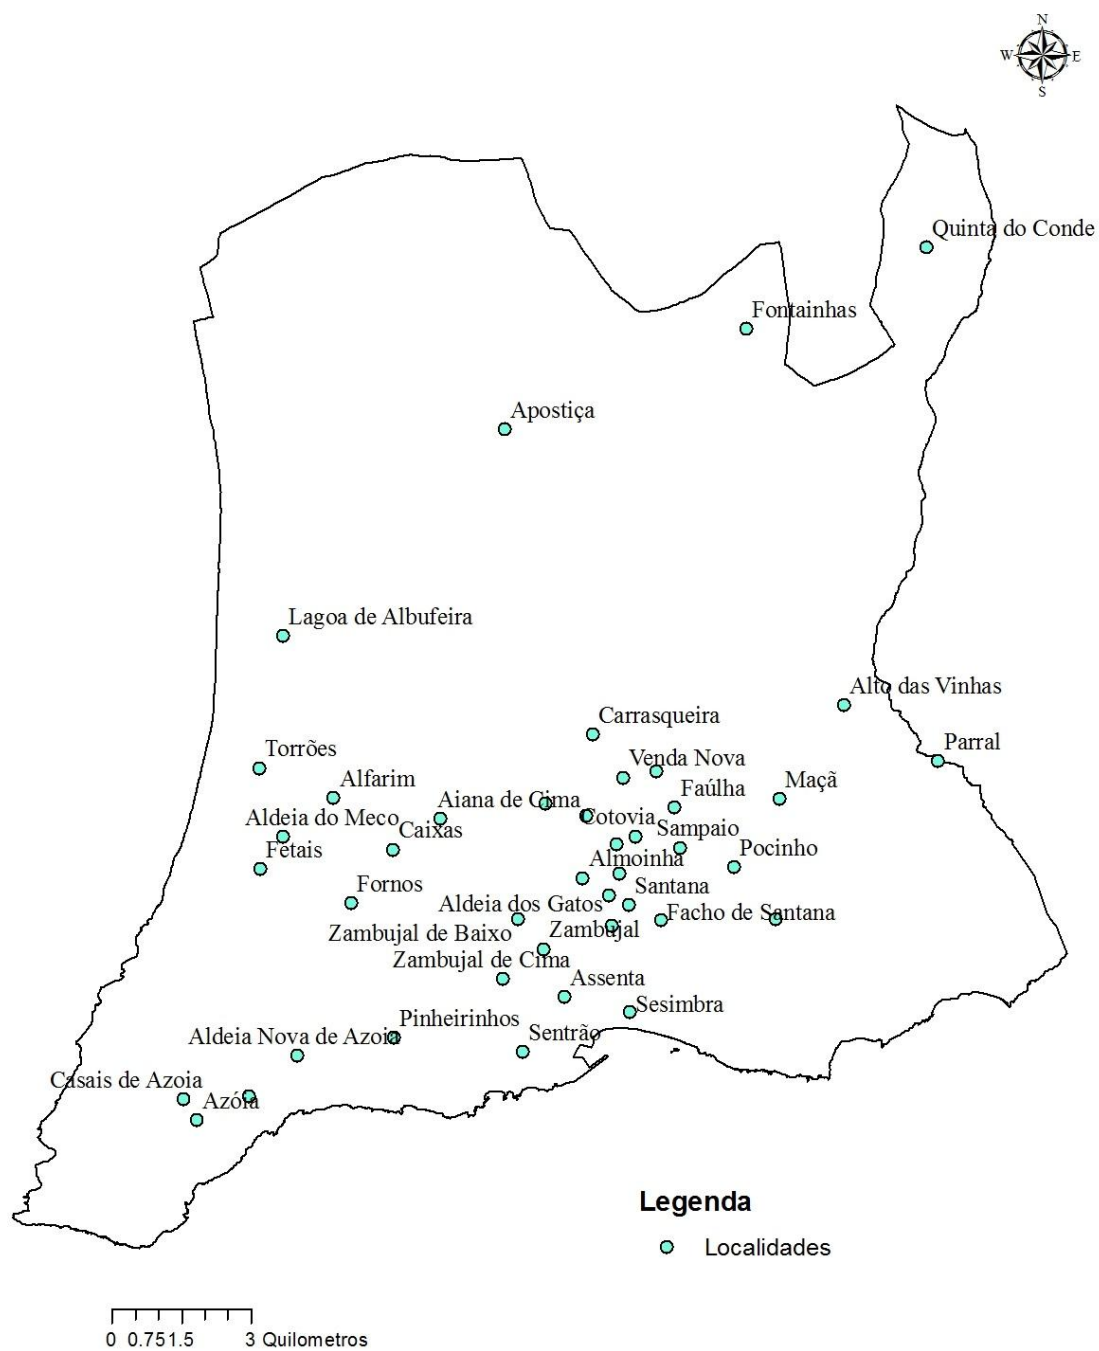 N
W E
S
Quinta do Conde
Fontainhas
Apostiça
Lagoa de Albufeira
Alto das Vinhas
Carrasqueira
Parral
Torrões
Venda Nova
Alfarim
Maçã
Faúlha
Aiana de Cima
Aldeia do Meco
Cotovia
Caixas
Sampaio
Fetais
Pocinho
Almoinha
Fornos
Santana
Aldeia dos Gatos
Facho de Santana
Zambujal de Baixo
Zambujal
Zambujal de Cima
Assenta
Sesimbra
Pinheirinhos
Sentrão
Aldeia Nova de Azoia
Casais de Azoia
Azóia
Legenda
Localidades
0 0.75 1.5 3 Quilometros